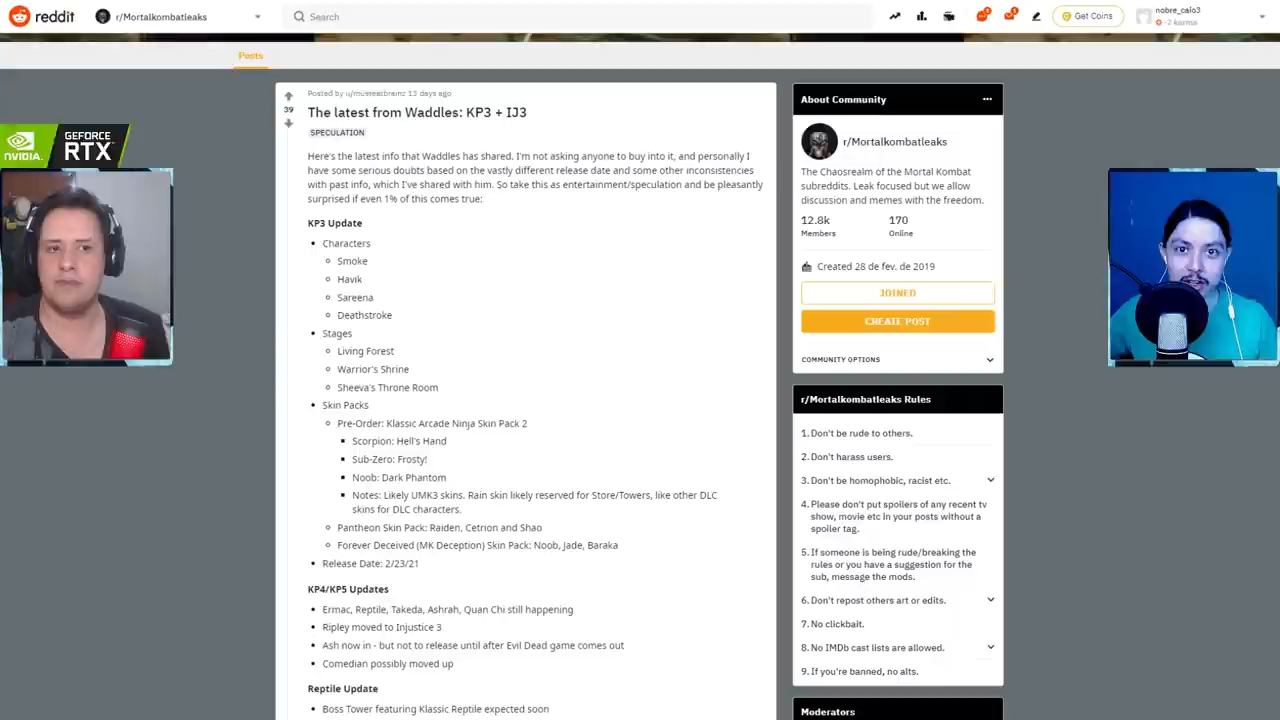 reddit
r/Mortalkombatleaks
Search
Get Coins
nobre_calo3
-2 karma
Posts
NVIDIA.
GEFORCE
RTX
39
13 days ago
Posted by
The latest from Waddles: KP3 + IJ3
SPECULATION
Here's the latest info that Waddles has shared. I'm not asking anyone to buy into it, and personally I
have some serious doubts based on the vastly different release date and some other inconsistencies
with past info, which I've shared with him. So take this as entertainment/speculation and be pleasantly
surprised if even 1% of this comes true:
KP3 Update
Characters
Smoke
Havik
Sareena
Deathstroke
Stages
Living Forest
Warrior's Shrine
Sheeva's Throne Room
Skin Packs
Pre-Order: Klassic Arcade Ninja Skin Pack 2
Scorpion: Hell's Hand
Sub-Zero: Frosty!
Noob: Dark Phantom
Notes: Likely UMK3 skins. Rain skin likely reserved for Store/Towers, like other DLC
skins for DLC characters.
Pantheon Skin Pack: Raiden, Cetrion and Shao
Forever Deceived (MK Deception) Skin Pack: Noob, Jade, Baraka
Release Date: 2/23/21
KP4/KP5 Updates
Ermac, Reptile, Takeda, Ashrah, Quan Chi still happening
Ripley moved to Injustice 3
Ash now in - but not to release until after Evil Dead game comes out
Comedian possibly moved up
Reptile Update
Boss Tower featuring Klassic Reptile expected soon
About Community
r/Mortalkombatleaks
The Chaosrealm of the Mortal Kombat
subreddits. Leak focused but we allow
discussion and memes with the freedom.
12.8k 170
Members Online
Created 28 de fev. de 2019
JOINED
CREATE POST
COMMUNITY OPTIONS
r/Mortalkombatleaks Rules
1. Don't be rude to others.
2. Don't harass users.
3. Don't be homophobic, racist etc.
4. Please don't put spoilers of any recent tv
show, movie etc in your posts without a
spoiler tag.
5. If someone is being rude/breaking the
rules or you have a suggestion for the
sub, message the mods.
6. Don't repost others art or edits.
7. No clickbait.
8. No IMDb cast lists are allowed.
9. If you're banned, no alts.
Moderators